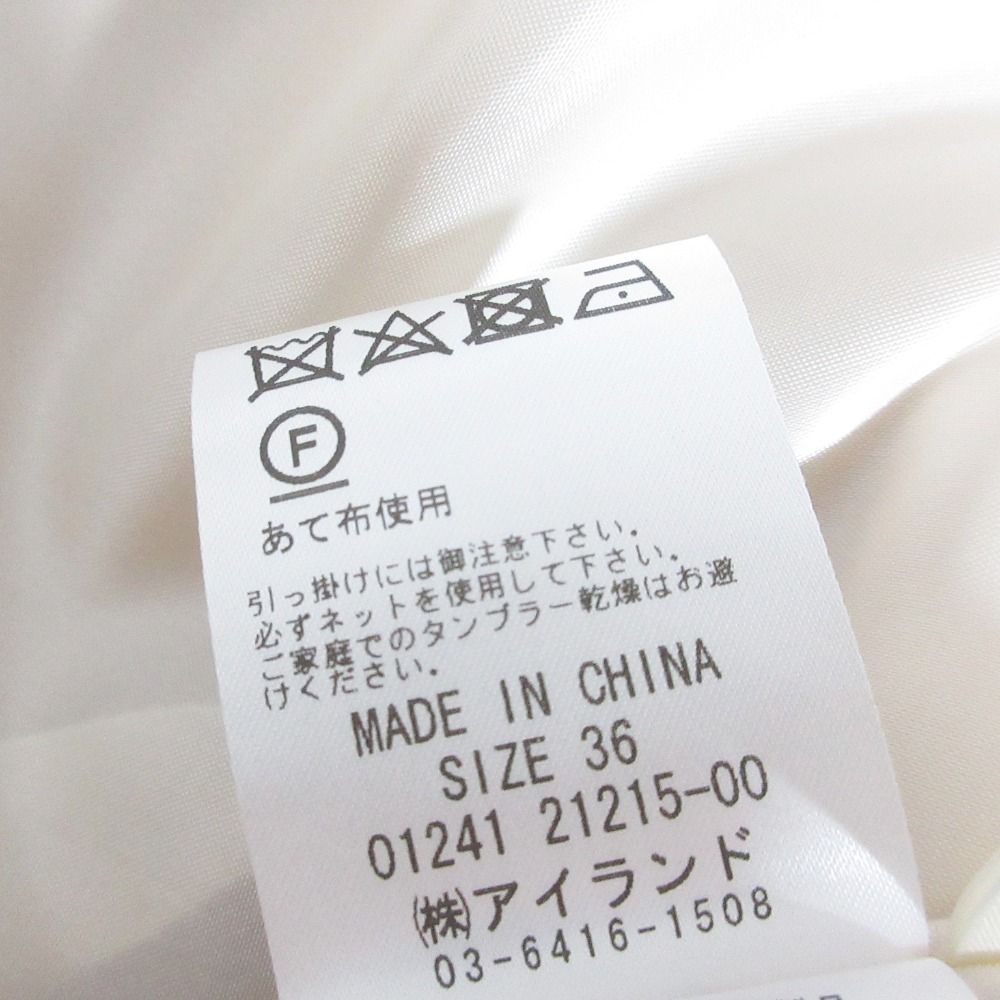 F
あて布使用
引っ掛けには御注意下さい.
必ずネットを使用して下さい.
ご家庭でのタンブラー乾燥はお避
けください.
MADE IN CHINA
SIZE 36
01241 21215-00
㈱アイランド
03-6416-1508